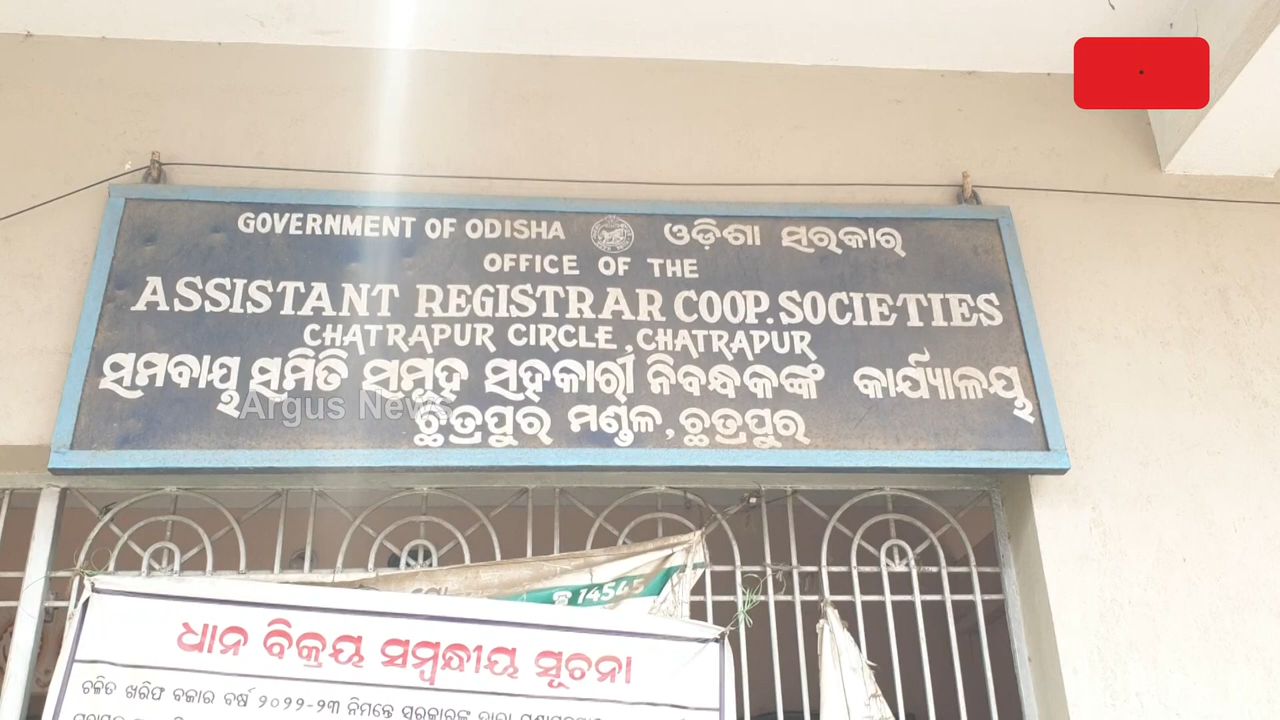 GOVERNMENT OF ODISHA ଓଡ଼ିଶା ସରକାର
OFFICE OF THE
ASSISTANT REGISTRAR COOP. SOCIETIES
CHATRAPUR CIRCLE, CHATRAPUR
ସମବାୟ ସମିତି ସମୂହ ସହକାରୀ ନିବନ୍ଧକଙ୍କ କାର୍ଯ୍ୟାଳୟ
Argus News
ଛତ୍ରପୁର ମଣ୍ଡଳ, ଛତ୍ରପୁର
14545
ଧାନ ବିକ୍ରୟ ସମ୍ବନ୍ଧୀୟ ସୂଚନା
ଚଳିତ ଖରିଫ ବଜାର ବର୍ଷ ୨୦୨୨-୨୩ ନିମନ୍ତେ ସରକାରଙ୍କ ଦ୍ୱାରା